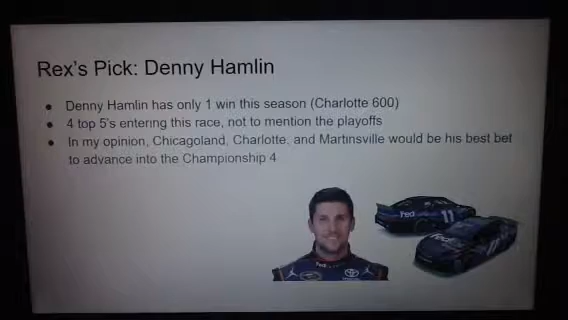 Rex's Pick: Denny Hamlin
● Denny Hamlin has only 1 win this season (Charlotte 600)
● 4 top 5's entering this race, not to mention the playoffs
● In my opinion, Chicagoland, Charlotte, and Martinsville would be his best bet
to advance into the Championship 4
Fed
11